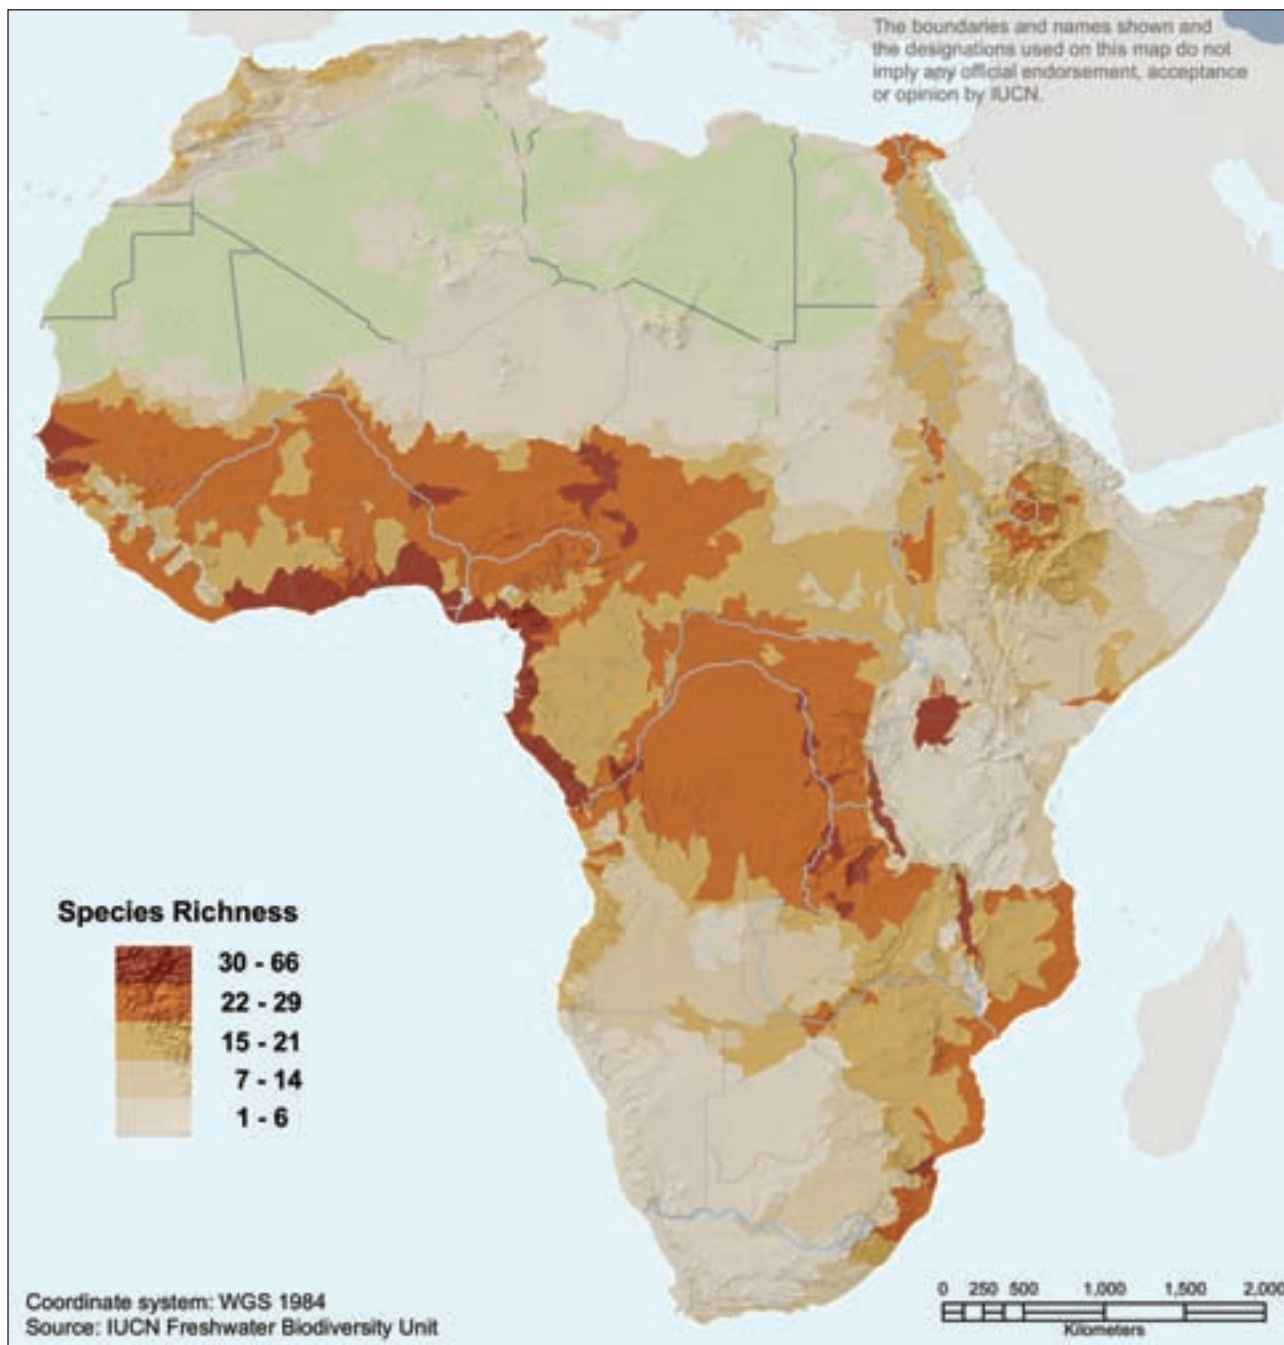 The boundaries and names shown and
the designations used on this map do not
imply any official endorsement, acceptance
or opinion by IUCN.
Species Richness
30 - 66
22 - 29
15 - 21
7 - 14
1 - 6
Coordinate system: WGS 1984
Source: IUCN Freshwater Biodiversity Unit
0 250 500 1,000 1,500 2,000
Kilometers